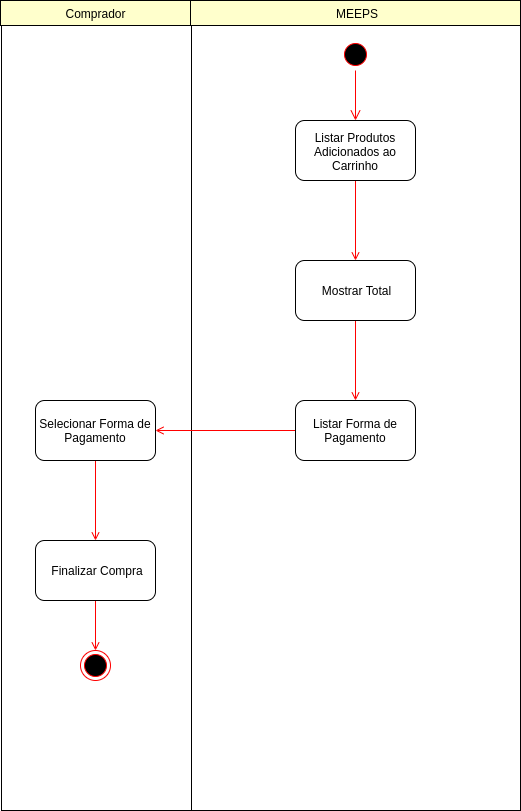 Comprador
MEEPS
Listar Produtos
Adicionados ao
Carrinho
Mostrar Total
Listar Forma de
Pagamento
Selecionar Forma de
Pagamento
Finalizar Compra